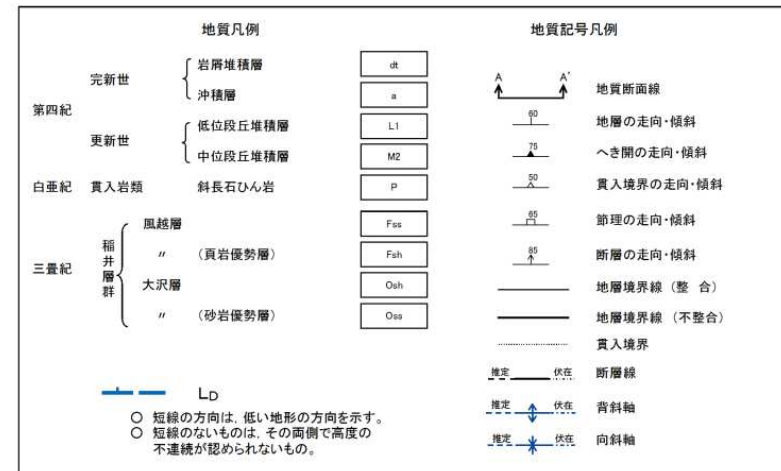 地質凡例
第四紀
完新世
岩屑堆積層 dt
沖積層 a
更新世
低位段丘堆積層 L1
中位段丘堆積層 M2
白亜紀 貫入岩類 斜長石ひん岩 P
三畳紀
稲井層群
風越層 Fss
〃 (頁岩優勢層) Fsh
大沢層 Osh
〃 (砂岩優勢層) Oss
LD
○ 短線の方向は, 低い地形の方向を示す。
○ 短線のないものは, その両側で高度の
不連続が認められないもの。
地質記号凡例
A A' 地質断面線
60 地層の走向・傾斜
75 へき開の走向・傾斜
50 貫入境界の走向・傾斜
65 節理の走向・傾斜
85 断層の走向・傾斜
地層境界線 (整 合)
地層境界線 (不整合)
貫入境界
推定 伏在 断層線
推定 伏在 背斜軸
推定 伏在 向斜軸